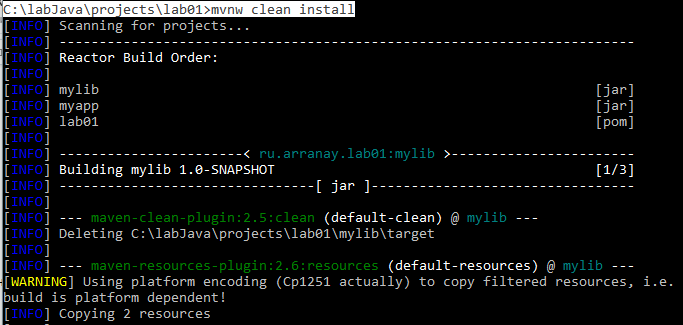 C:\labJava\projects\lab01>mvnw clean install
[INFO] Scanning for projects...
[INFO] ------------------------------------------------------------------------
[INFO] Reactor Build Order:
[INFO]
[INFO] mylib [jar]
[INFO] myapp [jar]
[INFO] lab01 [pom]
[INFO]
[INFO] -----------------------< ru.arranay.lab01:mylib >-----------------------
[INFO] Building mylib 1.0-SNAPSHOT [1/3]
[INFO] --------------------------------[ jar ]---------------------------------
[INFO]
[INFO] --- maven-clean-plugin:2.5:clean (default-clean) @ mylib ---
[INFO] Deleting C:\labJava\projects\lab01\mylib\target
[INFO]
[INFO] --- maven-resources-plugin:2.6:resources (default-resources) @ mylib ---
[WARNING] Using platform encoding (Cp1251 actually) to copy filtered resources, i.e.
build is platform dependent!
[INFO] Copying 2 resources